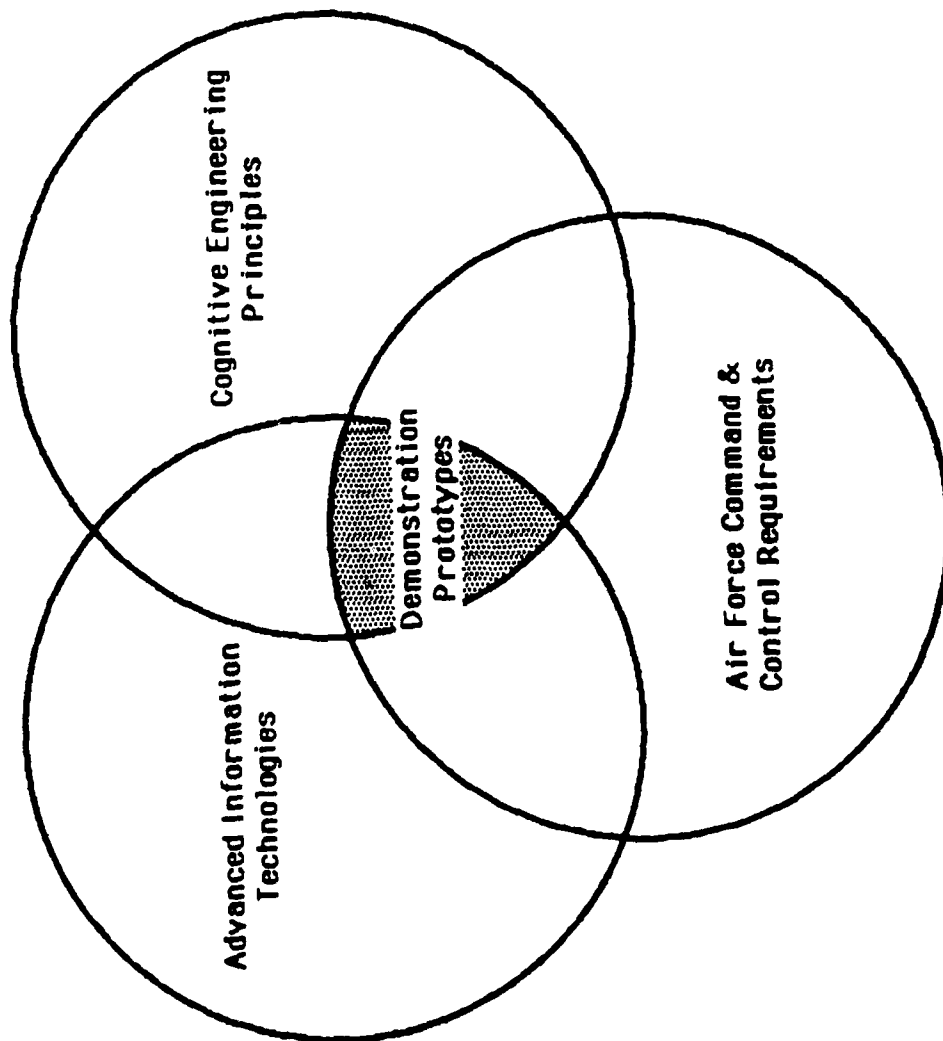 Advanced Information
Technologies
Cognitive Engineering
Principles
Demonstration
Prototypes
Air Force Command &
Control Requirements